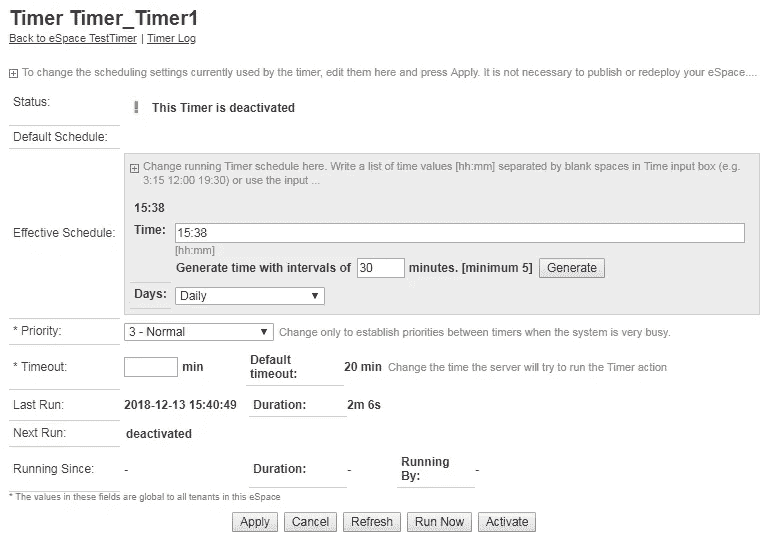 Timer Timer_Timer1
Back to eSpace TestTimer | Timer Log
To change the scheduling settings currently used by the timer, edit them here and press Apply. It is not necessary to publish or redeploy your eSpace....
Status: ! This Timer is deactivated
Default Schedule:
Change running Timer schedule here. Write a list of time values [hh:mm] separated by blank spaces in Time input box (e.g.
3:15 12:00 19:30) or use the input ...
15:38
Effective Schedule: Time: 15:38
[hh:mm]
Generate time with intervals of 30 minutes. [minimum 5] Generate
Days: Daily
* Priority: 3 - Normal Change only to establish priorities between timers when the system is very busy.
* Timeout: min Default
timeout: 20 min Change the time the server will try to run the Timer action
Last Run: 2018-12-13 15:40:49 Duration: 2m 6s
Next Run: deactivated
Running Since: - Duration: - Running
By: -
* The values in these fields are global to all tenants in this eSpace
Apply Cancel Refresh Run Now Activate